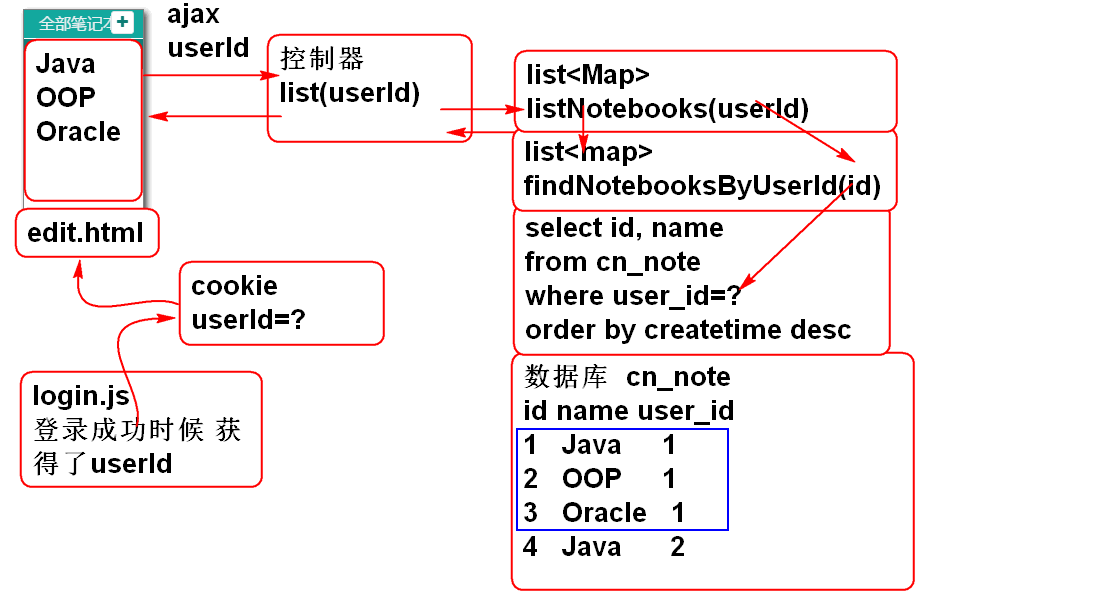 全部笔记本
+
Java
OOP
Oracle
edit.html
ajax
userId
控制器
list(userId)
list<Map>
listNotebooks(userId)
list<map>
findNotebooksByUserId(id)
select id, name
from cn_note
where user_id=?
order by createtime desc
cookie
userId=?
login.js
登录成功时候 获
得了userId
数据库 cn_note
id name user_id
1 Java 1
2 OOP 1
3 Oracle 1
4 Java 2